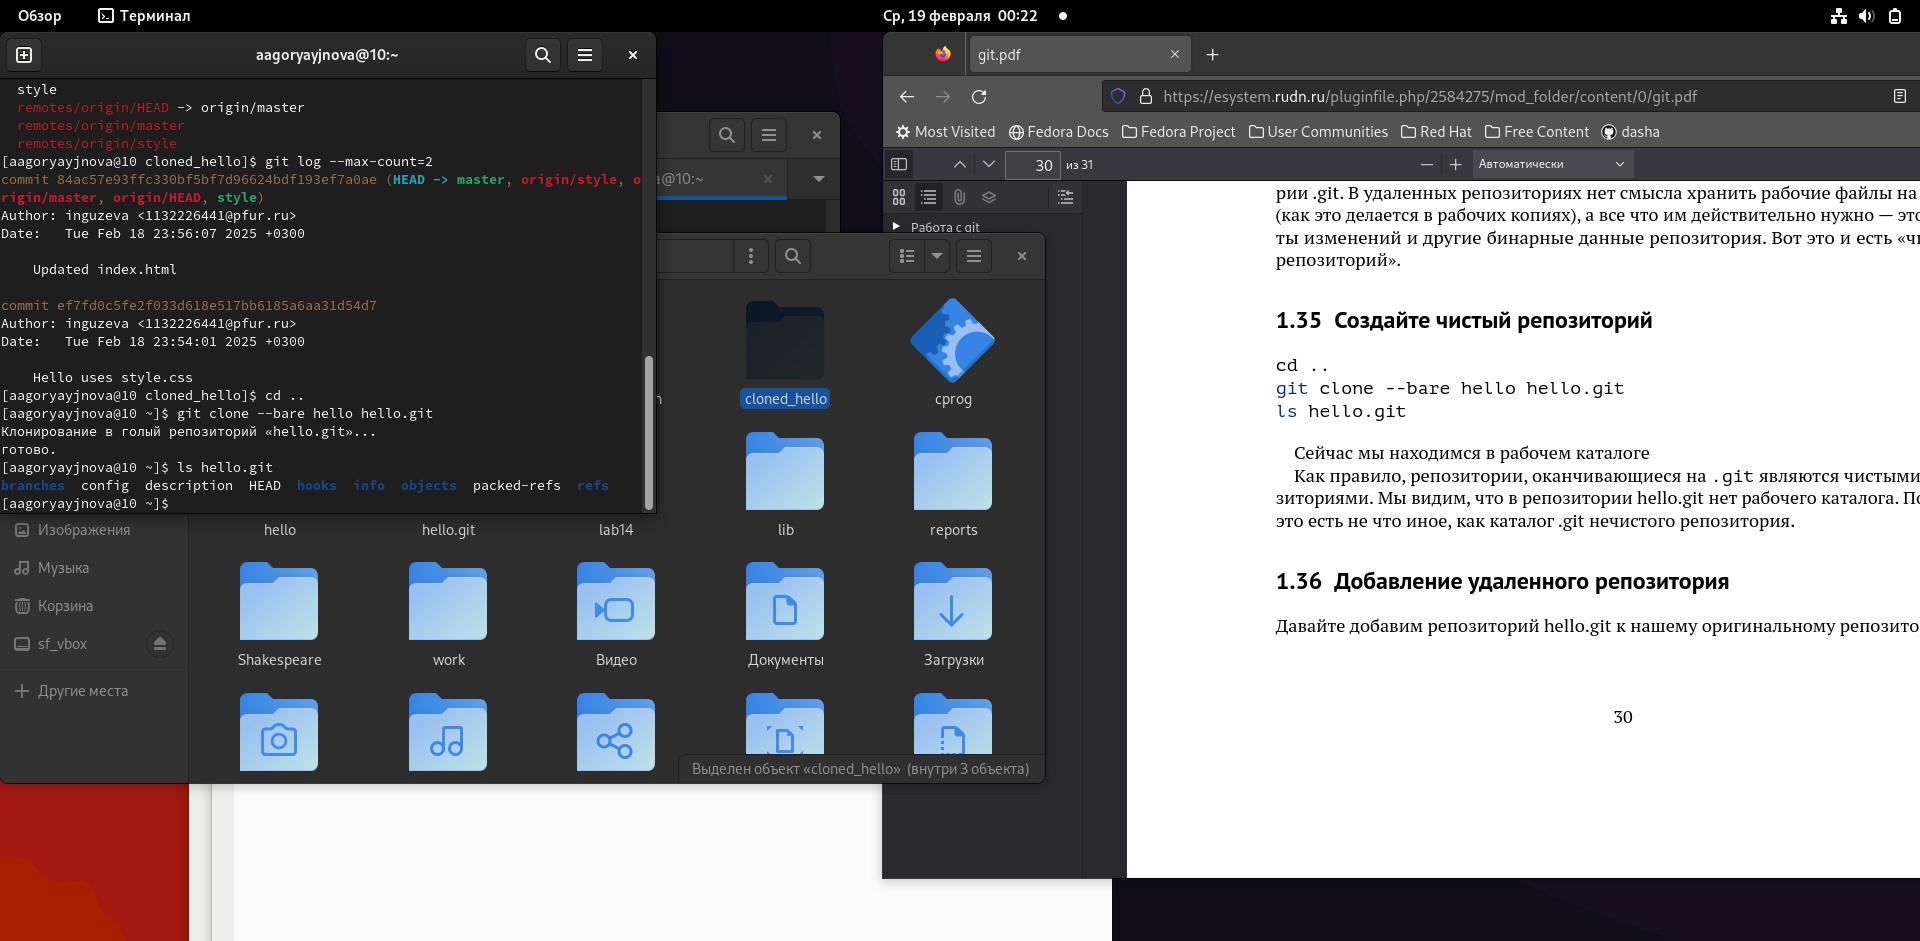 Обзор
Терминал
Ср, 19 февраля 00:22
aagoryayjnova@10:~
style
remotes/origin/HEAD -> origin/master
remotes/origin/master
remotes/origin/style
[aagoryayjnova@10 cloned_hello]$ git log --max-count=2
commit 84ac57e93ffc330bf5bf7d96624bdf193ef7a0ae (HEAD -> master, origin/style, o
rigin/master, origin/HEAD, style)
Author: inguzeva <1132226441@pfur.ru>
Date:   Tue Feb 18 23:56:07 2025 +0300
Updated index.html
commit ef7fd0c5fe2f033d618e517bb6185a6aa31d54d7
Author: inguzeva <1132226441@pfur.ru>
Date:   Tue Feb 18 23:54:01 2025 +0300
Hello uses style.css
[aagoryayjnova@10 cloned_hello]$ cd ..
[aagoryayjnova@10 ~]$ git clone --bare hello hello.git
Клонирование в голый репозиторий «hello.git»...
готово.
[aagoryayjnova@10 ~]$ ls hello.git
branches  config  description  HEAD  hooks  info  objects  packed-refs  refs
[aagoryayjnova@10 ~]$
@10:~
cloned_hello
cprog
hello
hello.git
lab14
lib
reports
Изображения
Музыка
Корзина
sf_vbox
Другие места
Shakespeare
work
Видео
Документы
Загрузки
Выделен объект «cloned_hello» (внутри 3 объекта)
git.pdf
https://esystem.rudn.ru/pluginfile.php/2584275/mod_folder/content/0/git.pdf
Most Visited
Fedora Docs
Fedora Project
User Communities
Red Hat
Free Content
dasha
30
из 31
Автоматически
Работа с git
рии .git. В удаленных репозиториях нет смысла хранить рабочие файлы на
(как это делается в рабочих копиях), а все что им действительно нужно — это
ты изменений и другие бинарные данные репозитория. Вот это и есть «чи
репозиторий».
1.35 Создайте чистый репозиторий
cd ..
git clone --bare hello hello.git
ls hello.git
Сейчас мы находимся в рабочем каталоге
Как правило, репозитории, оканчивающиеся на .git являются чистыми
зиториями. Мы видим, что в репозитории hello.git нет рабочего каталога. По
это есть не что иное, как каталог .git нечистого репозитория.
1.36 Добавление удаленного репозитория
Давайте добавим репозиторий hello.git к нашему оригинальному репозито
30